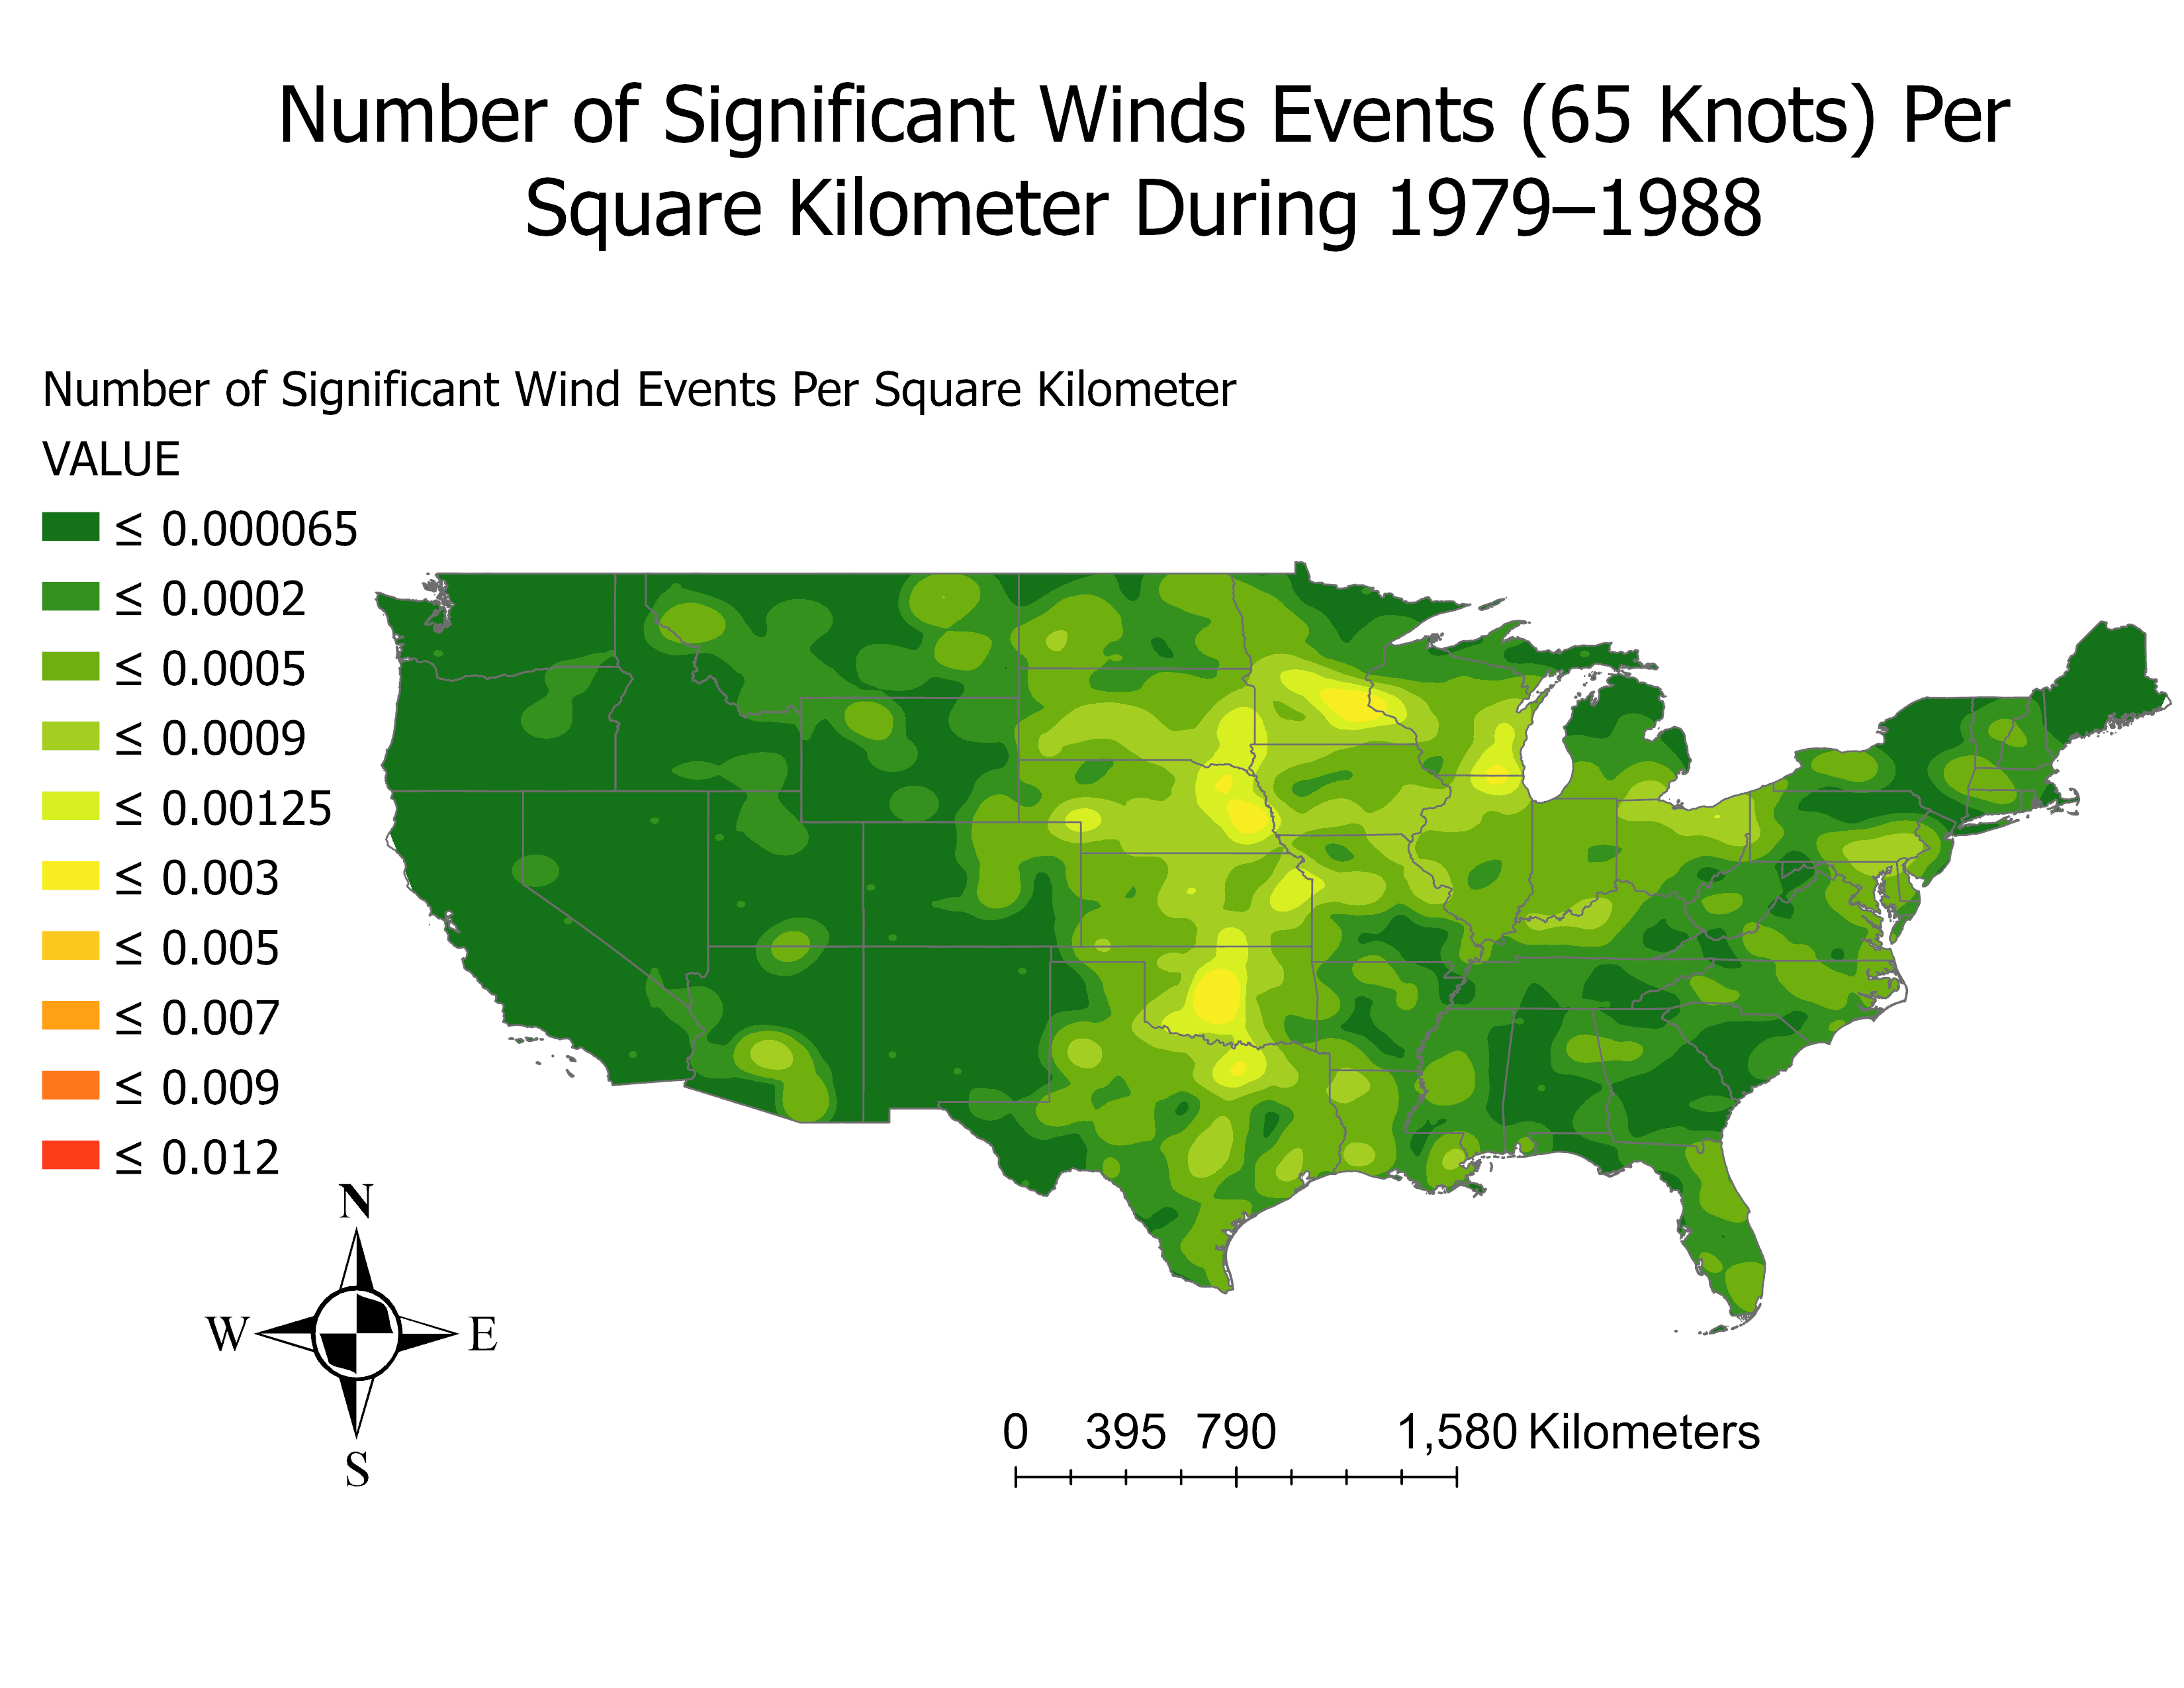 Number of Significant Winds Events (65 Knots) Per
Square Kilometer During 1979–1988
Number of Significant Wind Events Per Square Kilometer
VALUE
≤ 0.000065
≤ 0.0002
≤ 0.0005
≤ 0.0009
≤ 0.00125
≤ 0.003
≤ 0.005
≤ 0.007
≤ 0.009
≤ 0.012
N
W E
S
0 395 790 1,580 Kilometers